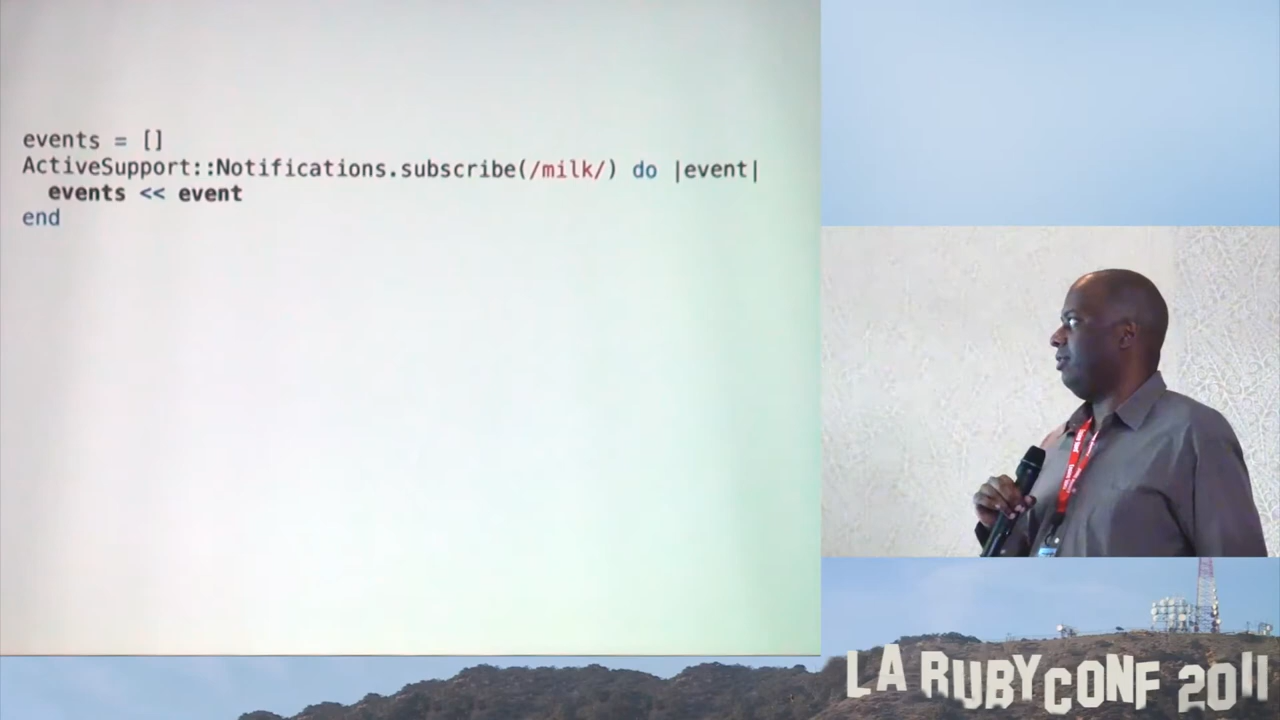 events = []
ActiveSupport::Notifications.subscribe(/milk/) do |event|
  events << event
end
LA RUBYCONF 2011